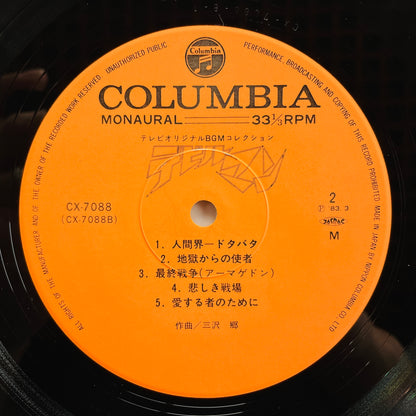 Columbia
COLUMBIA
MONAURAL 33⅓RPM
テレビオリジナルBGMコレクション
デビルマン
CX-7088
(CX-7088B)
2
Ⓟ 83. 3
JASRAC
M
1. 人間界—ドタバタ
2. 地獄からの使者
3. 最終戦争(アーマゲドン)
4. 悲しき戦場
5. 愛する者のために
作曲/三沢 郷
ALL RIGHTS OF THE MANUFACTURER AND OF THE OWNER OF THE RECORDED WORK RESERVED. UNAUTHORIZED PUBLIC PERFORMANCE, BROADCASTING AND COPYING OF THIS RECORD PROHIBITED. MADE IN JAPAN BY NIPPON COLUMBIA CO., LTD.